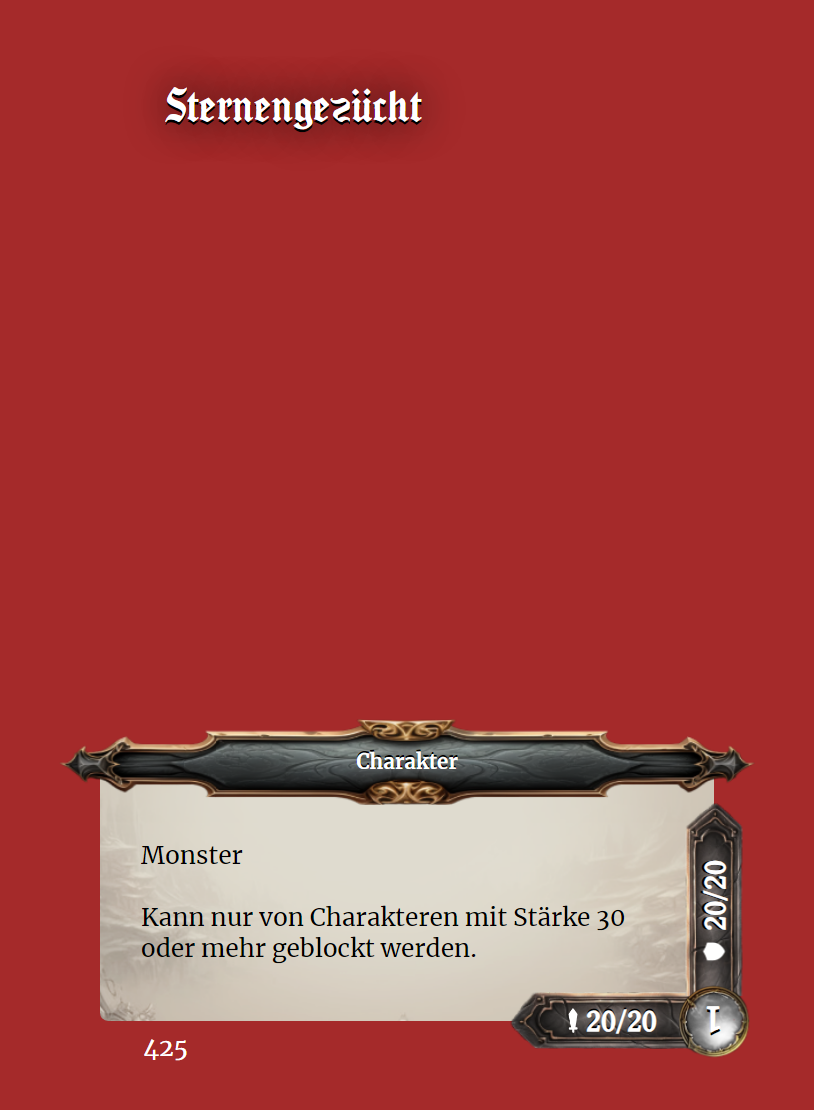 Sternengezücht
Charakter
Monster
Kann nur von Charakteren mit Stärke 30
oder mehr geblockt werden.
20/20
20/20
1
425